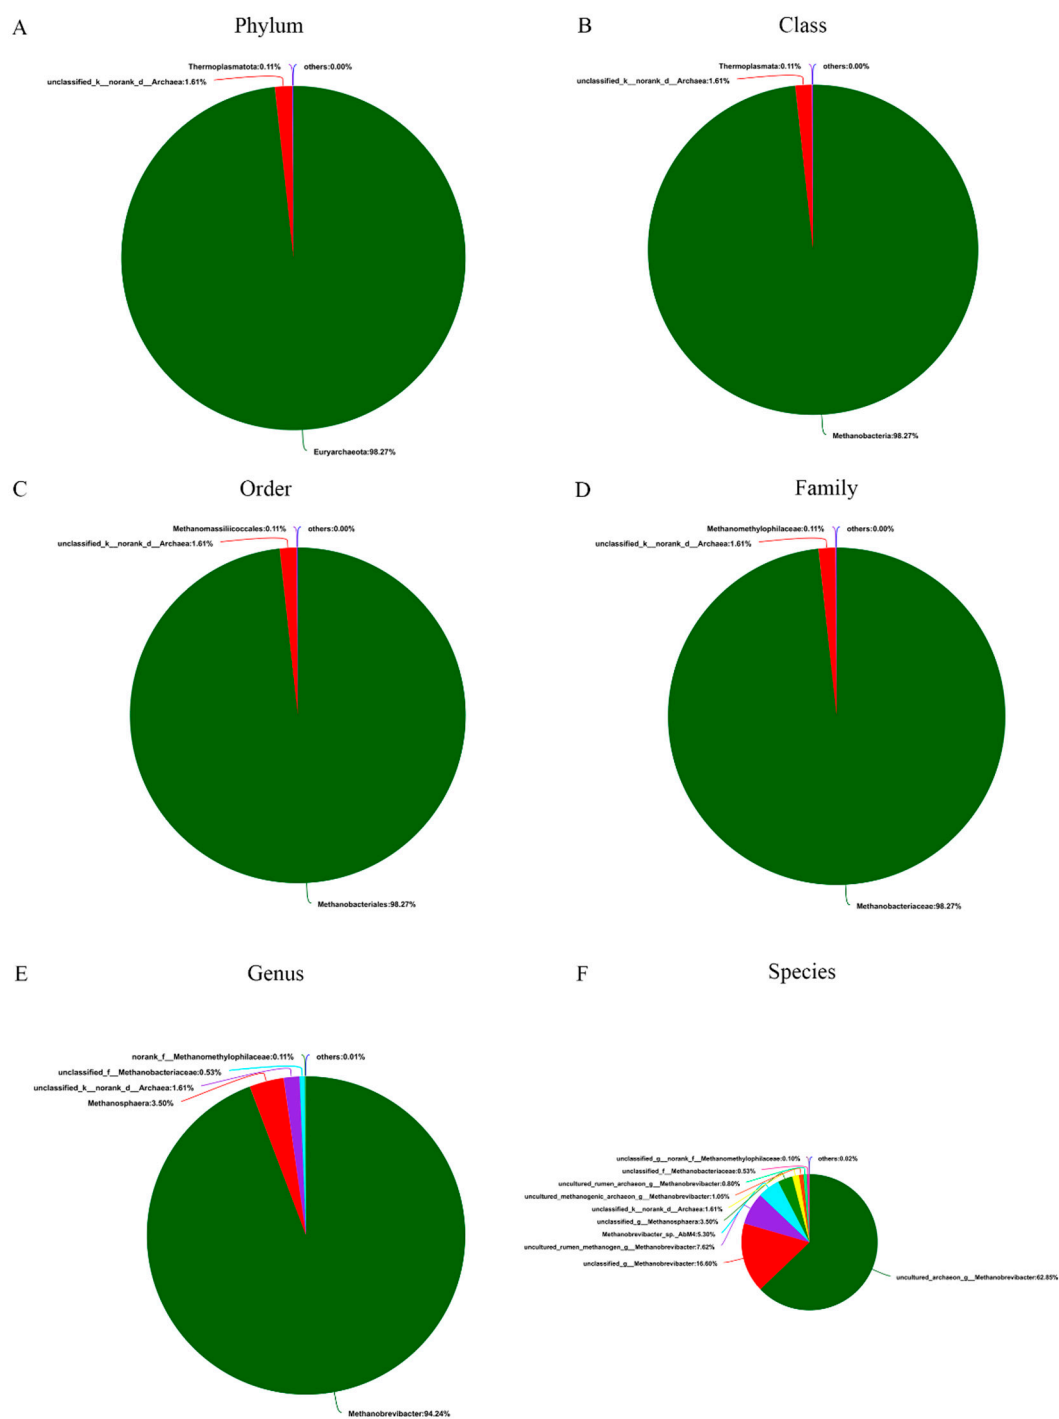 A
Phylum
Thermoplasmatota:0.11%
others:0.00%
unclassified_k__norank_d__Archaea:1.61%
Euryarchaeota:98.27%
B
Class
Thermoplasmata:0.11%
others:0.00%
unclassified_k__norank_d__Archaea:1.61%
Methanobacteria:98.27%
C
Order
Methanomassiliicoccales:0.11%
others:0.00%
unclassified_k__norank_d__Archaea:1.61%
Methanobacteriales:98.27%
D
Family
Methanomethylophilaceae:0.11%
others:0.00%
unclassified_k__norank_d__Archaea:1.61%
Methanobacteriaceae:98.27%
E
Genus
norank_f__Methanomethylophilaceae:0.11%
others:0.01%
unclassified_f__Methanobacteriaceae:0.53%
unclassified_k__norank_d__Archaea:1.61%
Methanosphaera:3.50%
Methanobrevibacter:94.24%
F
Species
unclassified_g__norank_f__Methanomethylophilaceae:0.10%
others:0.02%
unclassified_f__Methanobacteriaceae:0.53%
uncultured_rumen_archaeon_g__Methanobrevibacter:0.80%
uncultured_methanogenic_archaeon_g__Methanobrevibacter:1.05%
unclassified_k__norank_d__Archaea:1.61%
unclassified_g__Methanosphaera:3.50%
Methanobrevibacter_sp._AbM4:5.30%
uncultured_rumen_methanogen_g__Methanobrevibacter:7.62%
unclassified_g__Methanobrevibacter:16.60%
uncultured_archaeon_g__Methanobrevibacter:62.85%